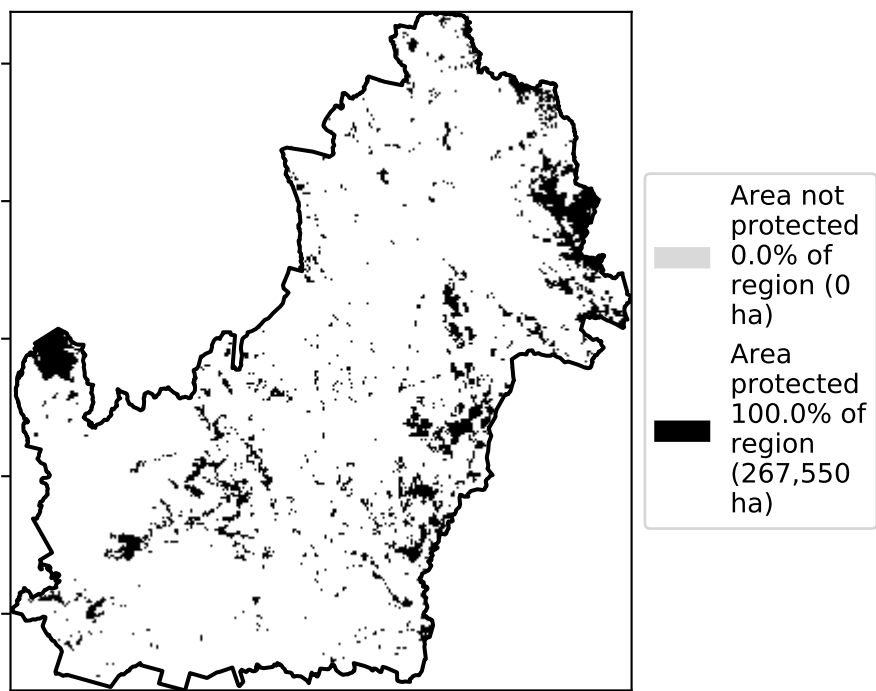 Area not
protected
0.0% of
region (0
ha)
Area
protected
100.0% of
region
(267,550
ha)